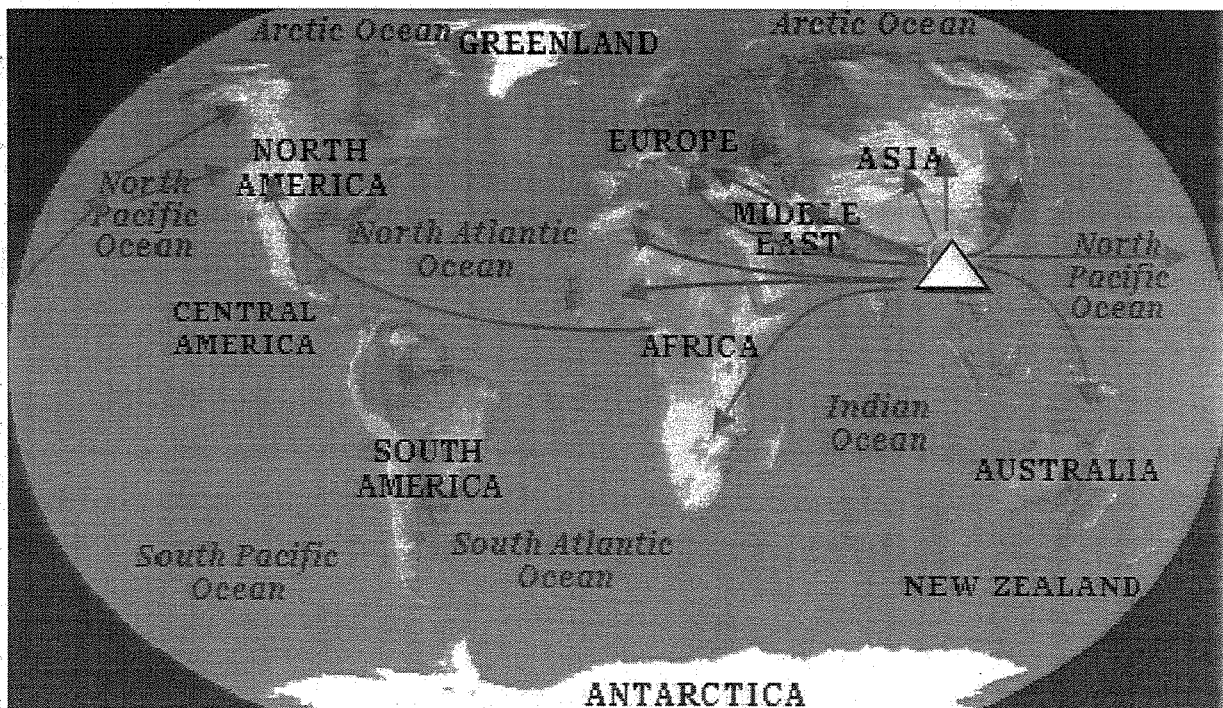 Arctic Ocean
Arctic Ocean
GREENLAND
EUROPE
NORTH
AMERICA
ASIA
North
Pacific
Ocean
MIDDLE
EAST
North Atlantic
Ocean
North
Pacific
Ocean
CENTRAL
AMERICA
AFRICA
Indian
Ocean
SOUTH
AMERICA
AUSTRALIA
South Pacific
Ocean
South Atlantic
Ocean
NEW ZEALAND
ANTARCTICA